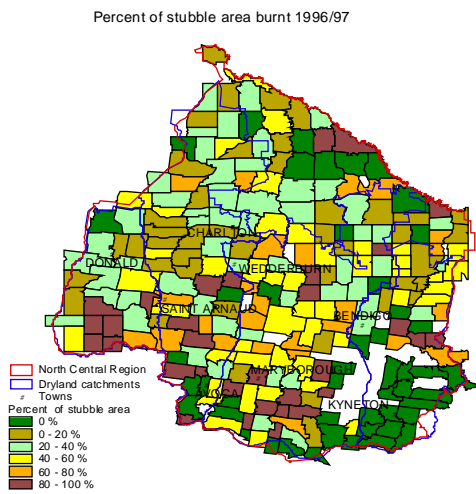 Percent of stubble area burnt 1996/97
CHARLTON
DONALD
WEDDERBURN
SAINT ARNAUD
BENDIGO
MARYBOROUGH
AVOCA
KYNETON
North Central Region
Dryland catchments
# Towns
Percent of stubble area
0 %
0 - 20 %
20 - 40 %
40 - 60 %
60 - 80 %
80 - 100 %